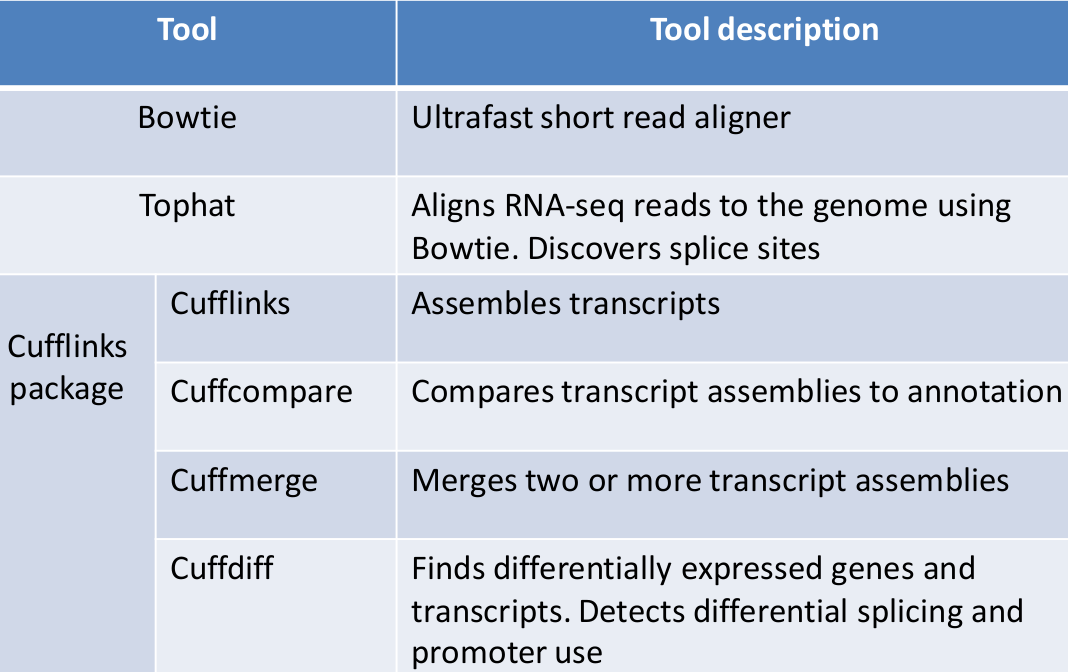 Tool
Tool description
Bowtie
Ultrafast short read aligner
Tophat
Aligns RNA-seq reads to the genome using
Bowtie. Discovers splice sites
Cufflinks
package
Cufflinks
Assembles transcripts
Cuffcompare
Compares transcript assemblies to annotation
Cuffmerge
Merges two or more transcript assemblies
Cuffdiff
Finds differentially expressed genes and
transcripts. Detects differential splicing and
promoter use